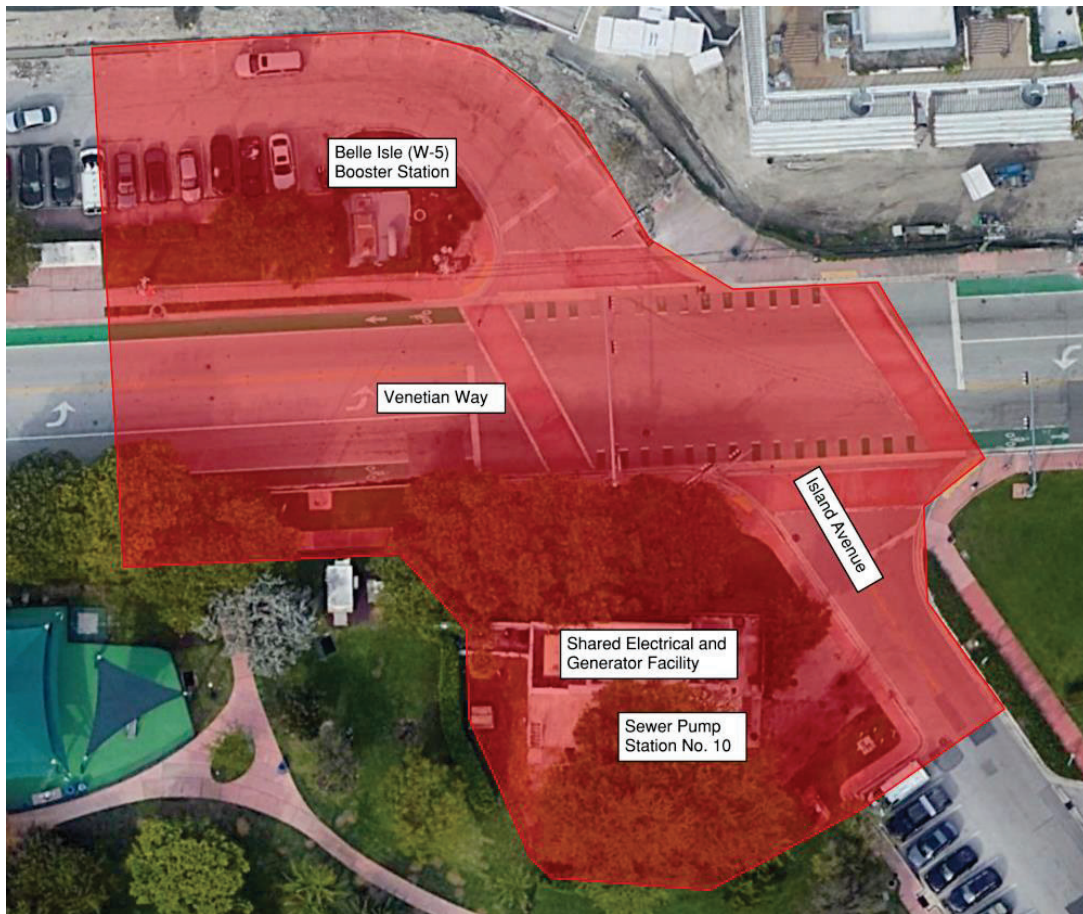 Belle Isle (W-5)
Booster Station
Venetian Way
Island Avenue
Shared Electrical and
Generator Facility
Sewer Pump
Station No. 10